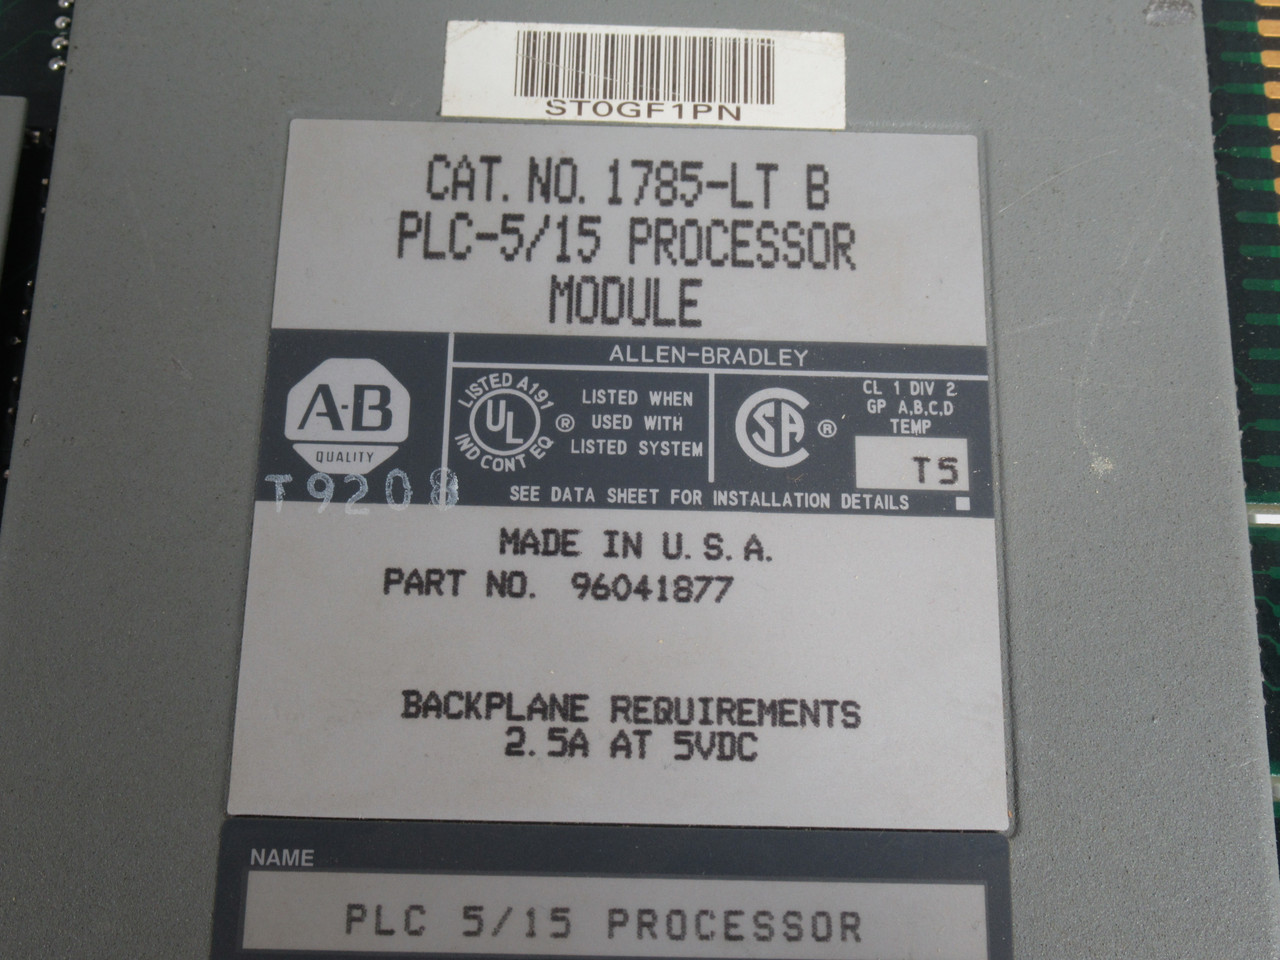 ST0GF1PN
CAT. NO. 1785-LT B
PLC-5/15 PROCESSOR
MODULE
ALLEN-BRADLEY
A-B
QUALITY
LISTED A191
UL
IND CONT EQ
®
LISTED WHEN
USED WITH
LISTED SYSTEM
SA
®
CL 1 DIV 2
GP A,B,C,D
TEMP
T5
T9208
SEE DATA SHEET FOR INSTALLATION DETAILS
MADE IN U.S.A.
PART NO. 96041877
BACKPLANE REQUIREMENTS
2.5A AT 5VDC
NAME
PLC 5/15 PROCESSOR